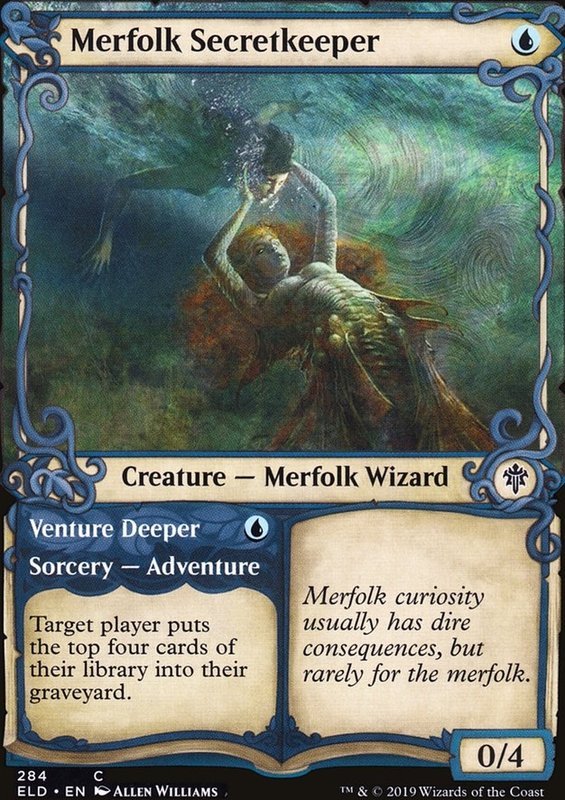 Merfolk Secretkeeper
Creature — Merfolk Wizard
Venture Deeper
Sorcery — Adventure
Target player puts
the top four cards of
their library into their
graveyard.
Merfolk curiosity
usually has dire
consequences, but
rarely for the merfolk.
0/4
284 C
ELD • EN ALLEN WILLIAMS
™ & © 2019 Wizards of the Coast